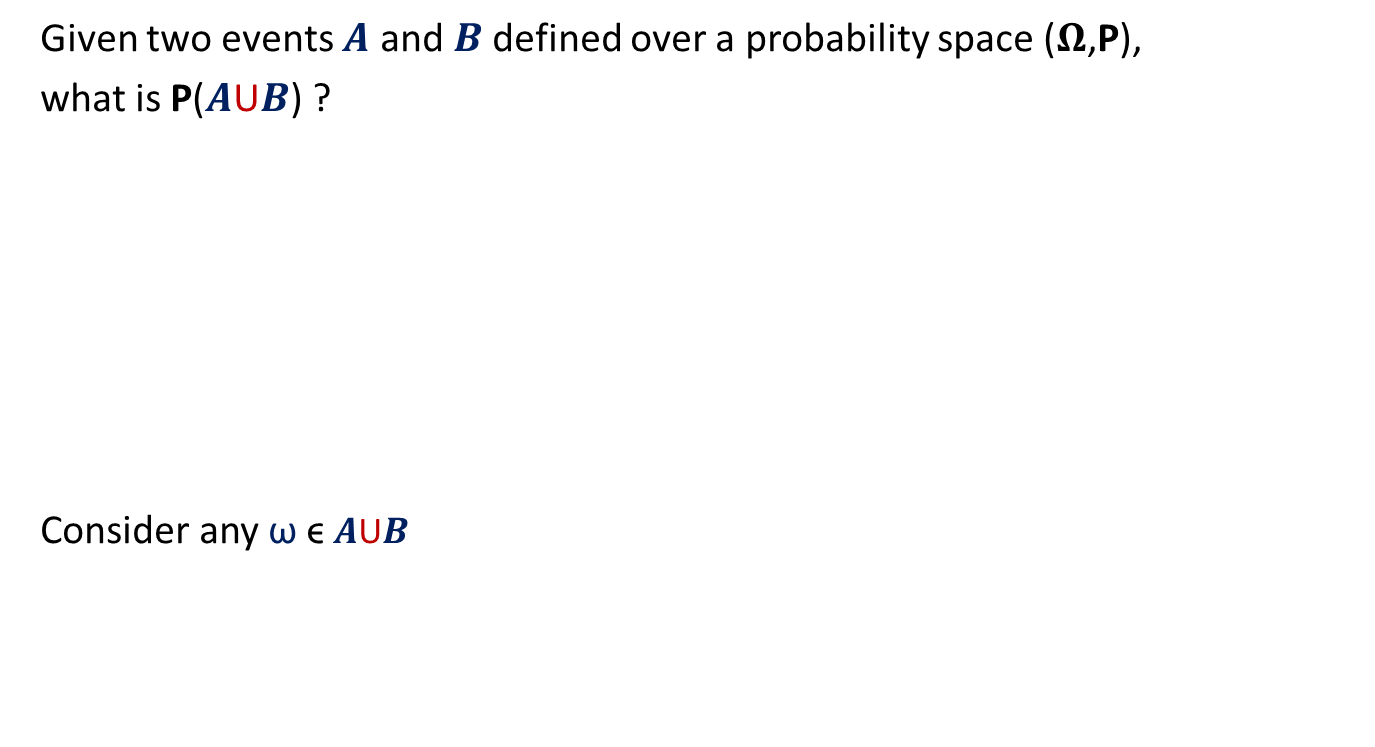 Given two events A and B defined over a probability space (Ω,P),
what is P(A∪B) ?
Consider any ω ϵ A∪B